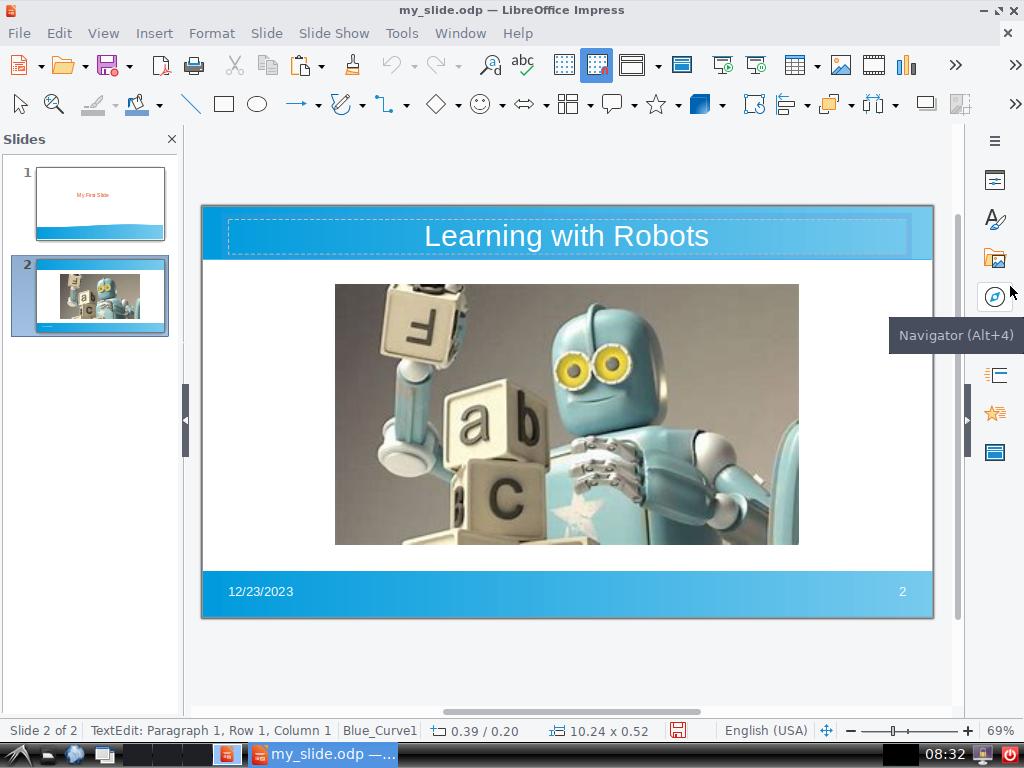 my_slide.odp — LibreOffice Impress
File Edit View Insert Format Slide Slide Show Tools Window Help
abc
Slides
1
My First Slide
2
Learning with Robots
F
a b
B C
12/23/2023
2
Navigator (Alt+4)
Slide 2 of 2 TextEdit: Paragraph 1, Row 1, Column 1 Blue_Curve1 0.39 / 0.20 10.24 x 0.52 English (USA) 69%
my_slide.odp —... 08:32